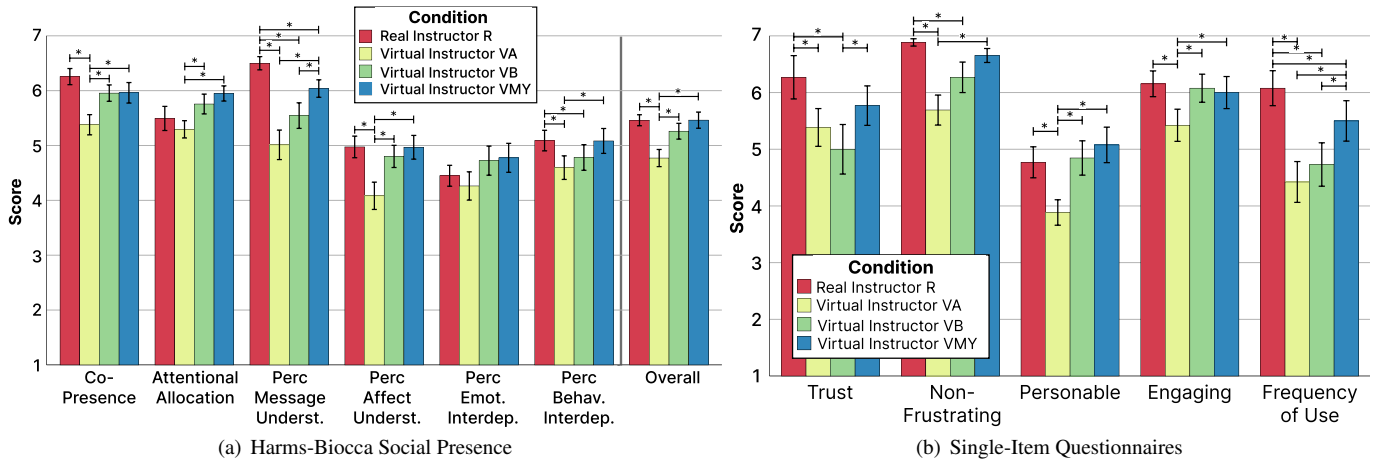 Condition
Real Instructor R
Virtual Instructor VA
Virtual Instructor VB
Virtual Instructor VMY
7
6
5
4
3
2
1
Score
* * * * * * * * * * * * * * * * * * * * * *
Co-
Presence
Attentional
Allocation
Perc
Message
Underst.
Perc
Affect
Underst.
Perc
Emot.
Interdep.
Perc
Behav.
Interdep.
Overall
(a) Harms-Biocca Social Presence
7
6
5
4
3
2
1
Score
* * * * * * * * * * * * * * * * *
Condition
Real Instructor R
Virtual Instructor VA
Virtual Instructor VB
Virtual Instructor VMY
Trust
Non-
Frustrating
Personable
Engaging
Frequency
of Use
(b) Single-Item Questionnaires